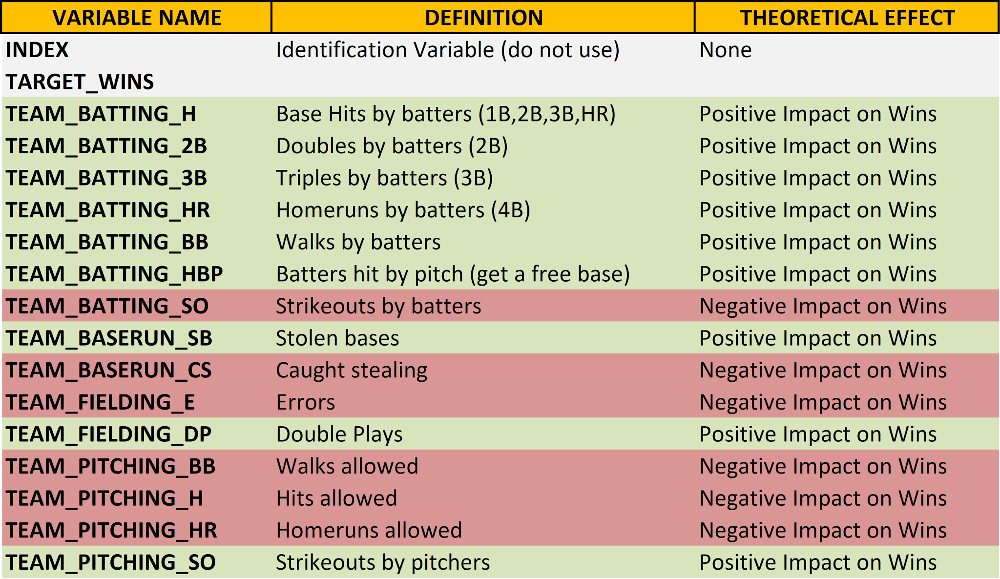 VARIABLE NAME DEFINITION THEORETICAL EFFECT
INDEX Identification Variable (do not use) None
TARGET_WINS
TEAM_BATTING_H Base Hits by batters (1B,2B,3B,HR) Positive Impact on Wins
TEAM_BATTING_2B Doubles by batters (2B) Positive Impact on Wins
TEAM_BATTING_3B Triples by batters (3B) Positive Impact on Wins
TEAM_BATTING_HR Homeruns by batters (4B) Positive Impact on Wins
TEAM_BATTING_BB Walks by batters Positive Impact on Wins
TEAM_BATTING_HBP Batters hit by pitch (get a free base) Positive Impact on Wins
TEAM_BATTING_SO Strikeouts by batters Negative Impact on Wins
TEAM_BASERUN_SB Stolen bases Positive Impact on Wins
TEAM_BASERUN_CS Caught stealing Negative Impact on Wins
TEAM_FIELDING_E Errors Negative Impact on Wins
TEAM_FIELDING_DP Double Plays Positive Impact on Wins
TEAM_PITCHING_BB Walks allowed Negative Impact on Wins
TEAM_PITCHING_H Hits allowed Negative Impact on Wins
TEAM_PITCHING_HR Homeruns allowed Negative Impact on Wins
TEAM_PITCHING_SO Strikeouts by pitchers Positive Impact on Wins